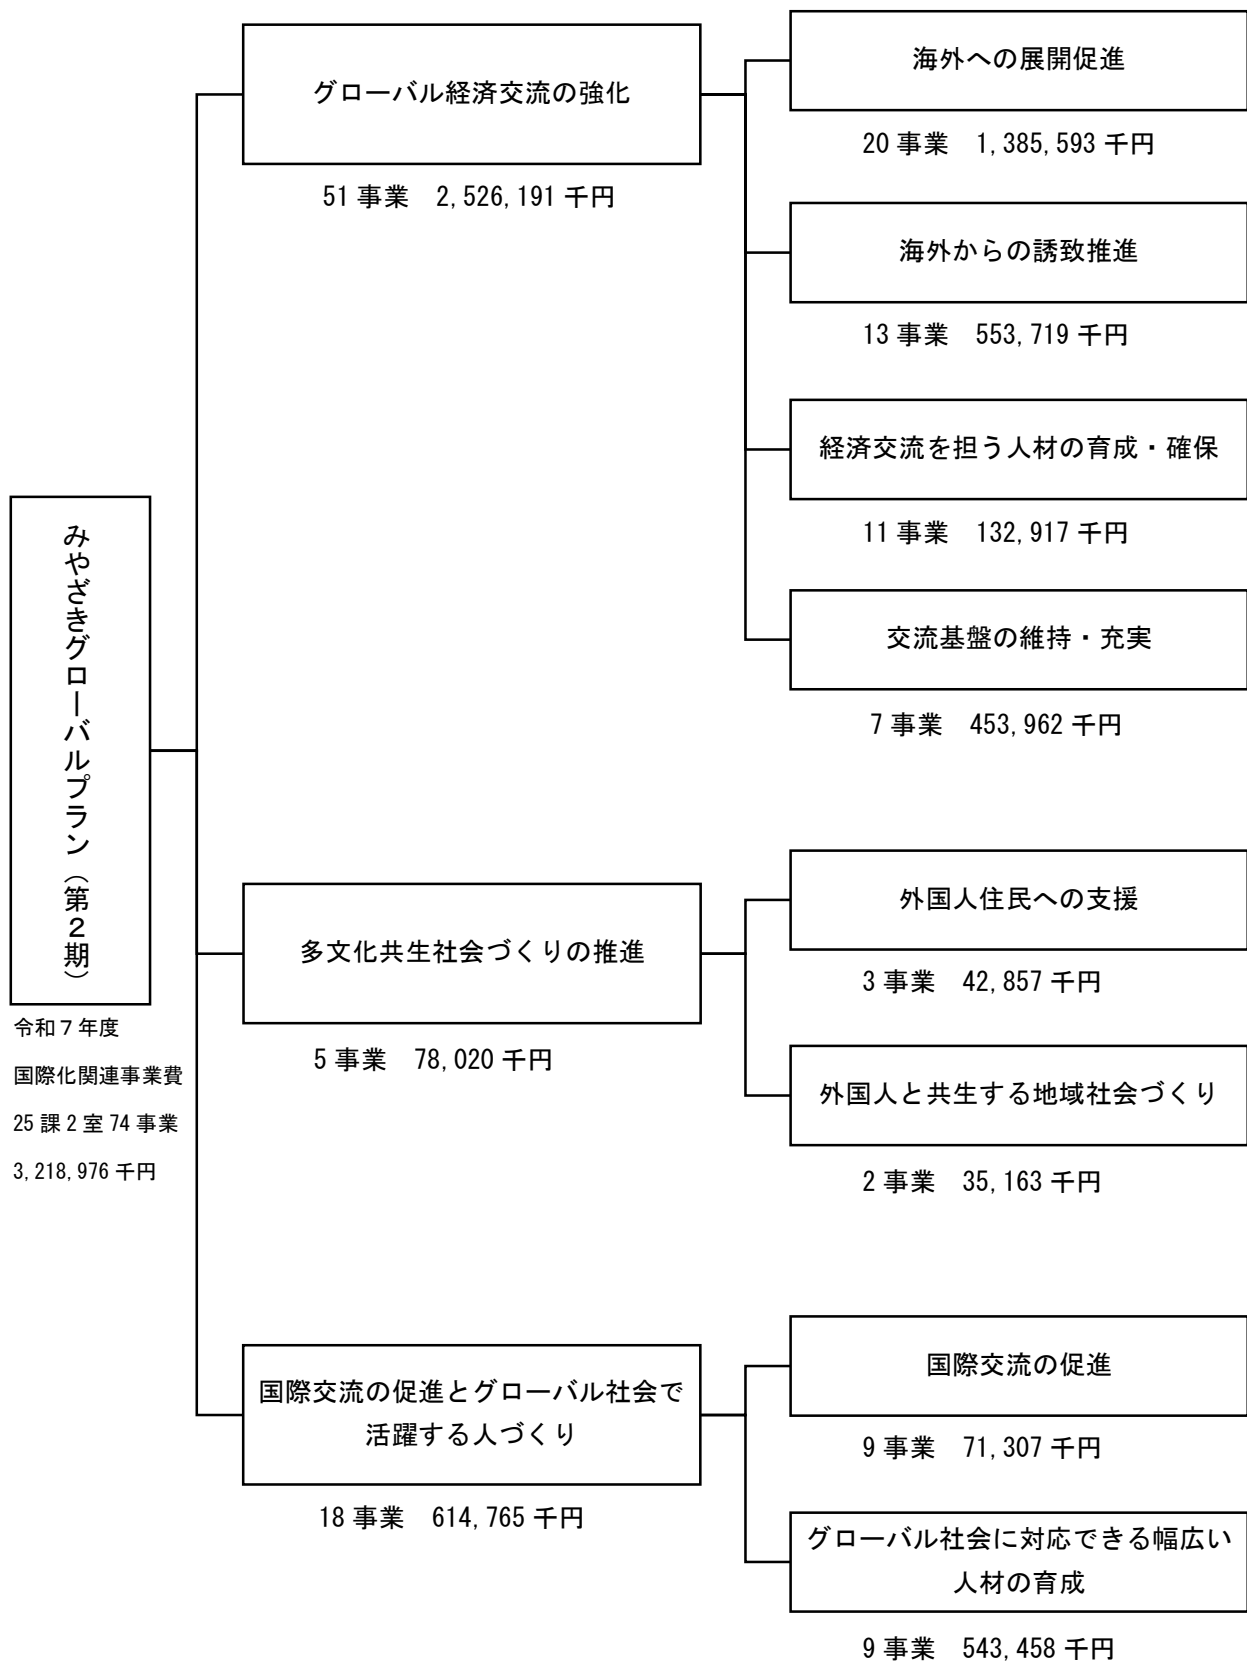 みやざきグローバルプラン（第２期）
令和７年度
国際化関連事業費
25 課 2 室 74 事業
3,218,976 千円
グローバル経済交流の強化
51 事業　2,526,191 千円
海外への展開促進
20 事業　1,385,593 千円
海外からの誘致推進
13 事業　553,719 千円
経済交流を担う人材の育成・確保
11 事業　132,917 千円
交流基盤の維持・充実
7 事業　453,962 千円
多文化共生社会づくりの推進
5 事業　78,020 千円
外国人住民への支援
3 事業　42,857 千円
外国人と共生する地域社会づくり
2 事業　35,163 千円
国際交流の促進とグローバル社会で
活躍する人づくり
18 事業　614,765 千円
国際交流の促進
9 事業　71,307 千円
グローバル社会に対応できる幅広い
人材の育成
9 事業　543,458 千円